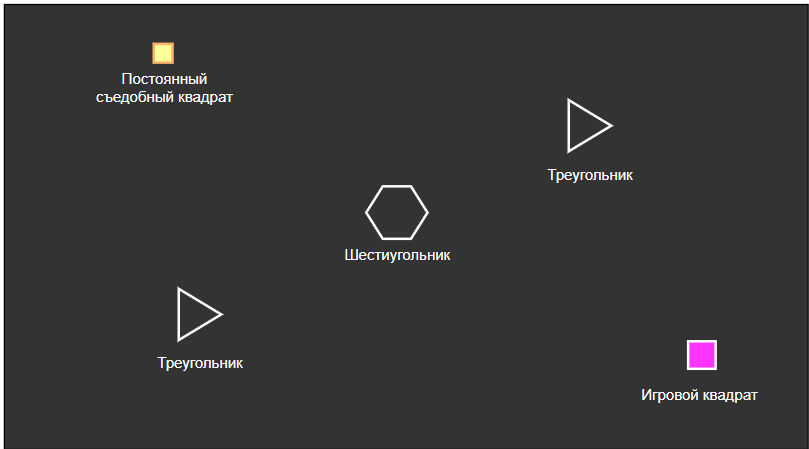 Постоянный
съедобный квадрат
Треугольник
Шестиугольник
Треугольник
Игровой квадрат